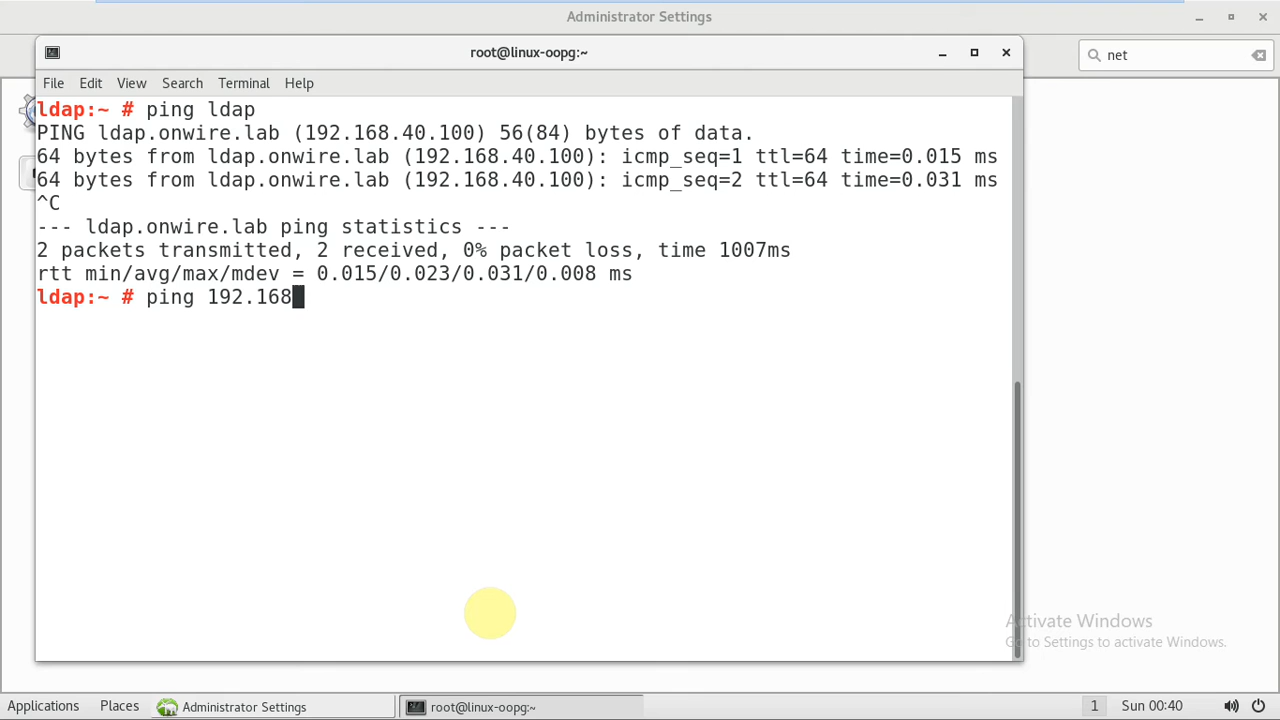 Administrator Settings
root@linux-oopg:~
net
File Edit View Search Terminal Help
ldap:~ # ping ldap
PING ldap.onwire.lab (192.168.40.100) 56(84) bytes of data.
64 bytes from ldap.onwire.lab (192.168.40.100): icmp_seq=1 ttl=64 time=0.015 ms
64 bytes from ldap.onwire.lab (192.168.40.100): icmp_seq=2 ttl=64 time=0.031 ms
^C
--- ldap.onwire.lab ping statistics ---
2 packets transmitted, 2 received, 0% packet loss, time 1007ms
rtt min/avg/max/mdev = 0.015/0.023/0.031/0.008 ms
ldap:~ # ping 192.168
Activate Windows
Go to Settings to activate Windows.
Applications Places Administrator Settings root@linux-oopg:~ 1 Sun 00:40